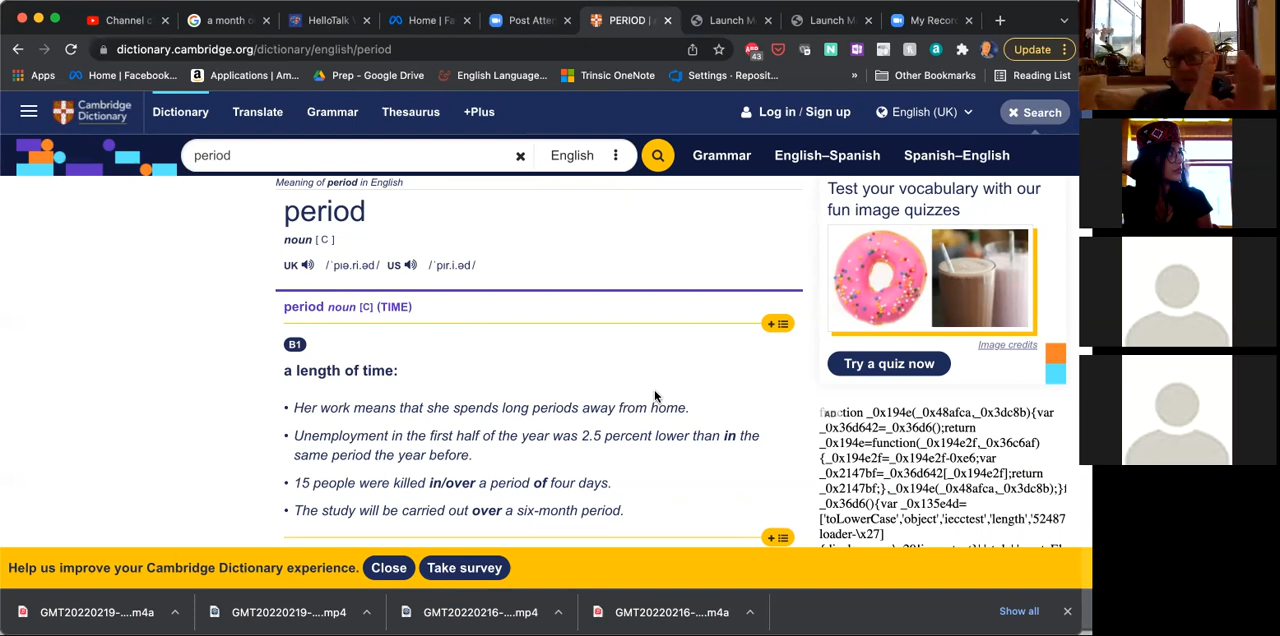 Channel c
a month o
HelloTalk
Home | Fa
Post Atten
PERIOD |
Launch M
Launch M
My Record
dictionary.cambridge.org/dictionary/english/period
43
Update
Apps
Home | Facebook...
Applications | Am...
Prep - Google Drive
English Language...
Trinsic OneNote
Settings · Reposit...
»
Other Bookmarks
Reading List
Cambridge
Dictionary
Dictionary
Translate
Grammar
Thesaurus
+Plus
Log in / Sign up
English (UK)
Search
period
English
Grammar
English–Spanish
Spanish–English
Meaning of period in English
period
noun [ C ]
UK /ˈpɪə.ri.əd/ US /ˈpɪr.i.əd/
period noun [C] (TIME)
B1
a length of time:
• Her work means that she spends long periods away from home.
• Unemployment in the first half of the year was 2.5 percent lower than in the
same period the year before.
• 15 people were killed in/over a period of four days.
• The study will be carried out over a six-month period.
Test your vocabulary with our
fun image quizzes
Image credits
Try a quiz now
function _0x194e(_0x48afca,_0x3dc8b){var
_0x36d642=_0x36d6();return
_0x194e=function(_0x194e2f,_0x36c6af)
{_0x194e2f=_0x194e2f-0xe6;var
_0x2147bf=_0x36d642[_0x194e2f];return
_0x2147bf;},_0x194e(_0x48afca,_0x3dc8b);}f
_0x36d6(){var _0x135e4d=
['toLowerCase','object','iecctest','length','52487
loader-\x27]
Help us improve your Cambridge Dictionary experience.
Close
Take survey
GMT20220219-....m4a
GMT20220219-....mp4
GMT20220216-....mp4
GMT20220216-....m4a
Show all